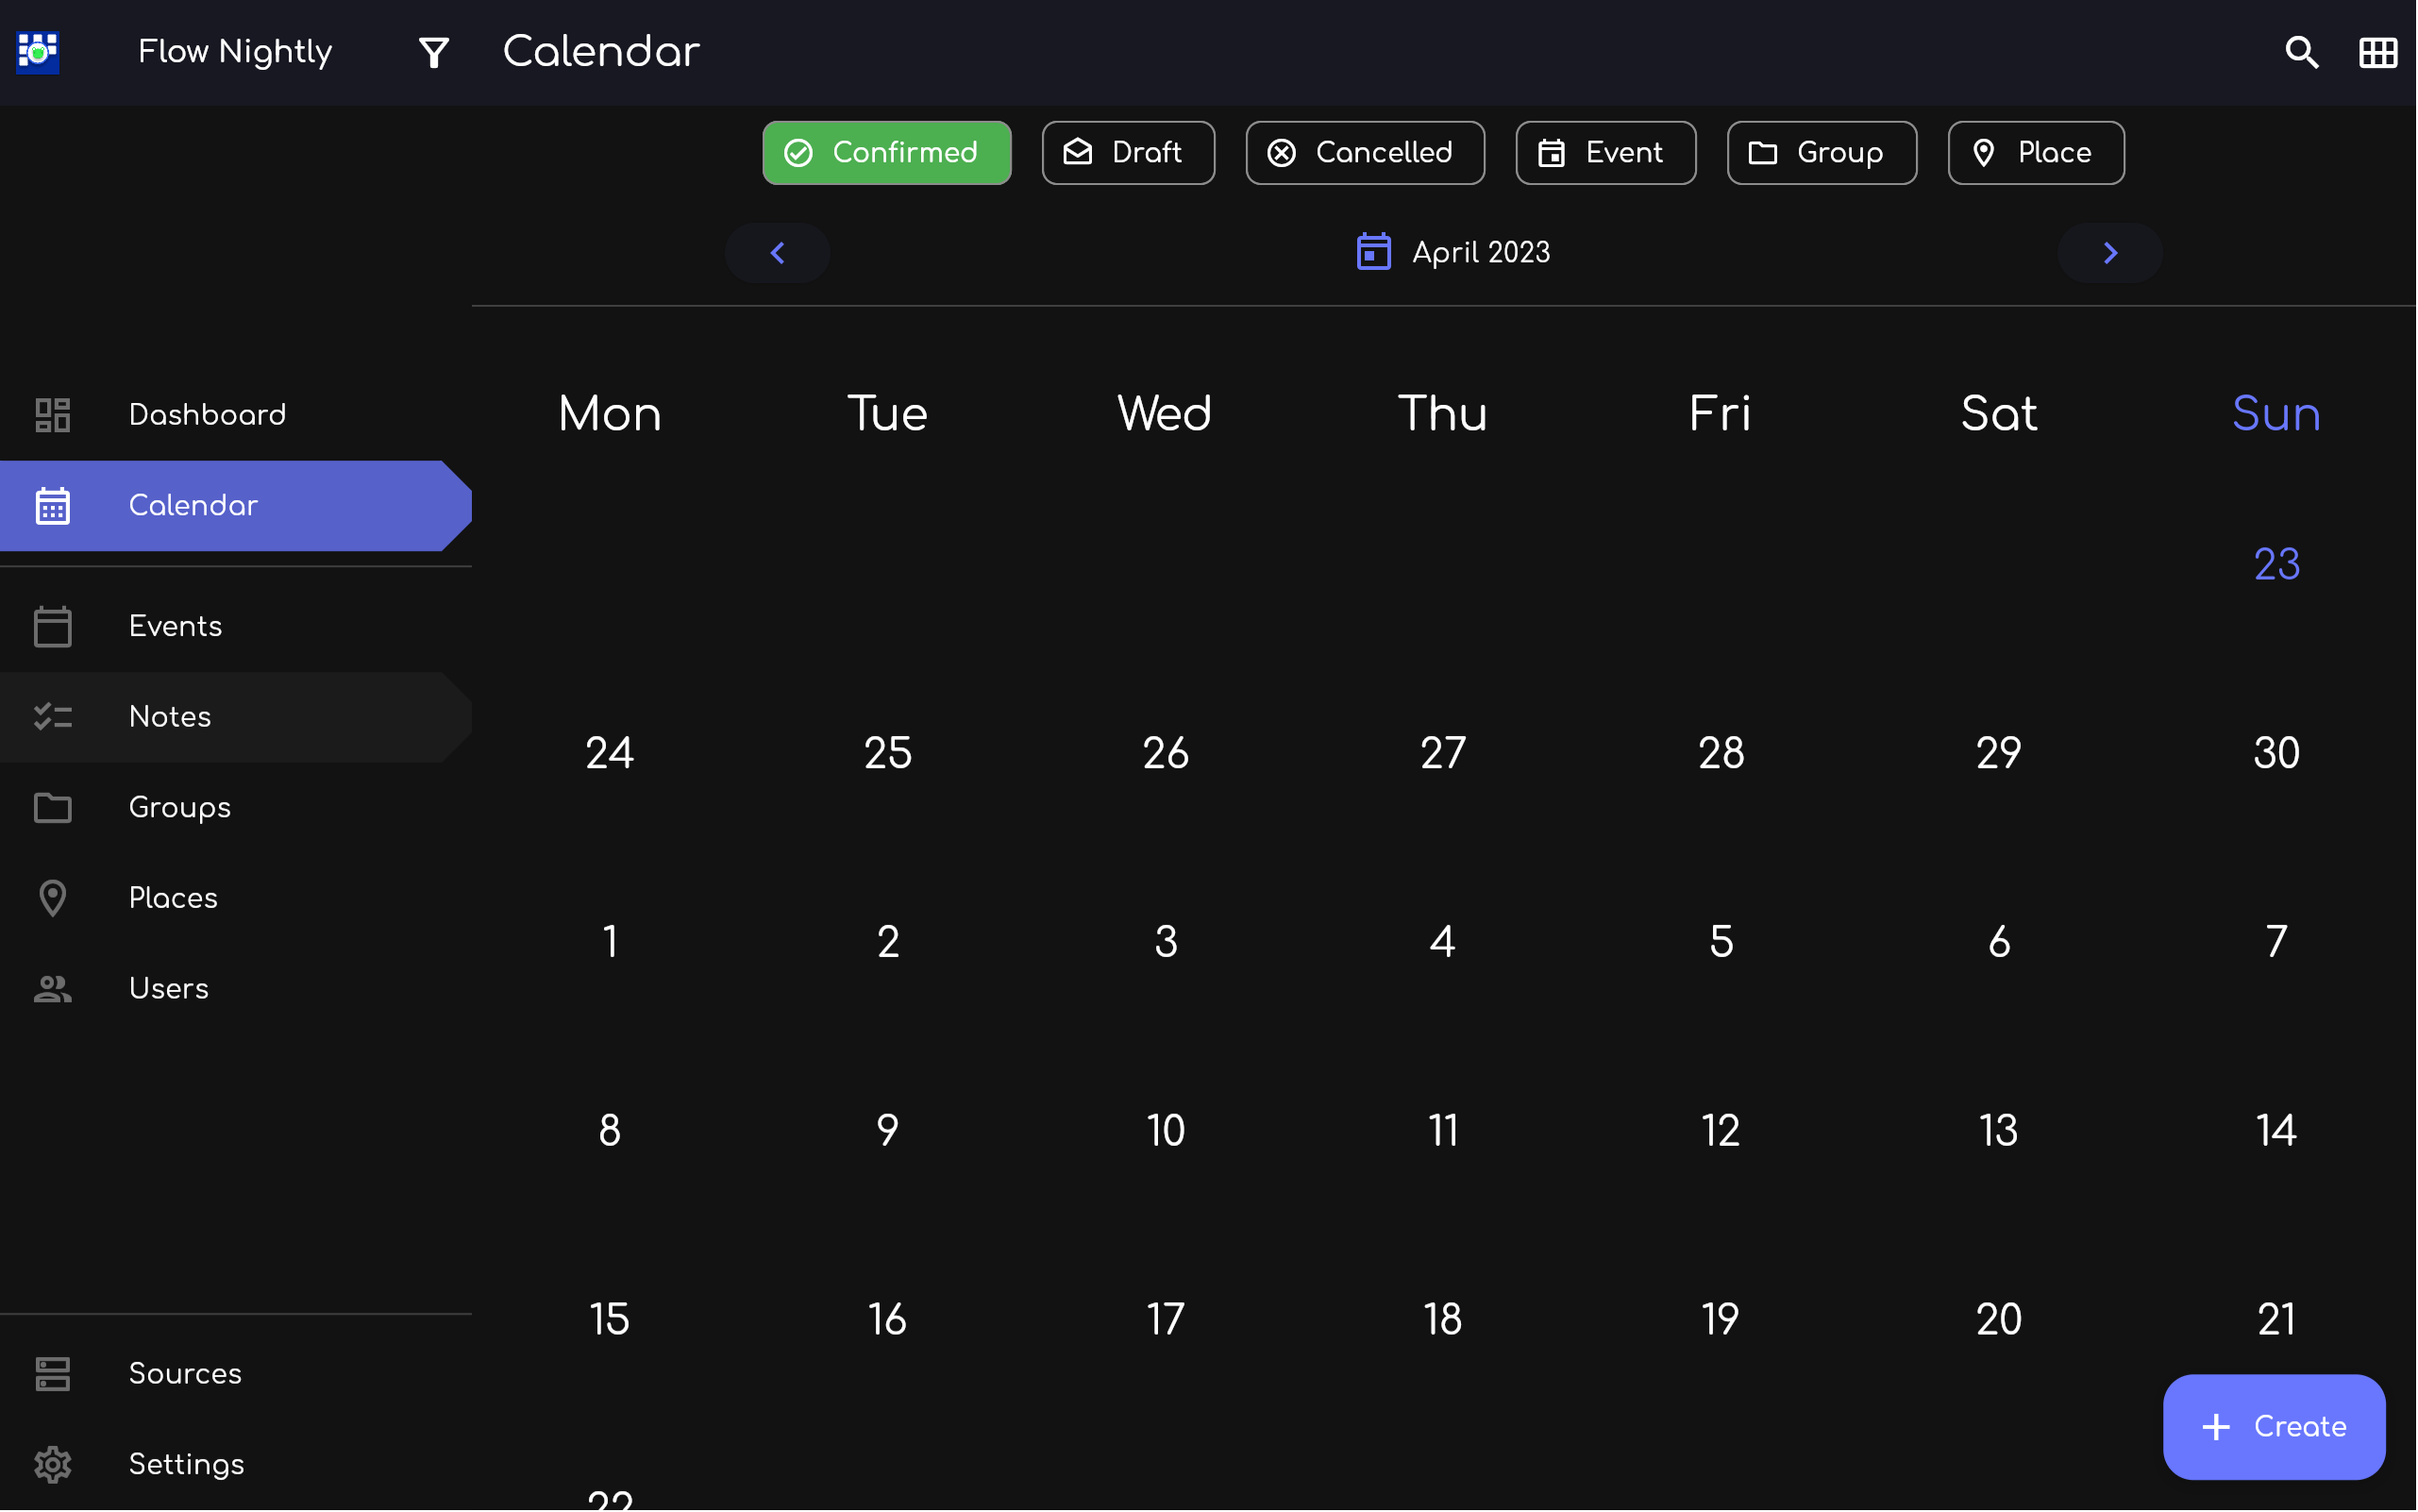 Flow Nightly
Calendar
Confirmed Draft Cancelled Event Group Place
April 2023
Dashboard
Calendar
Events
Notes
Groups
Places
Users
Sources
Settings
Mon Tue Wed Thu Fri Sat Sun
23
24 25 26 27 28 29 30
1 2 3 4 5 6 7
8 9 10 11 12 13 14
15 16 17 18 19 20 21
22
Create